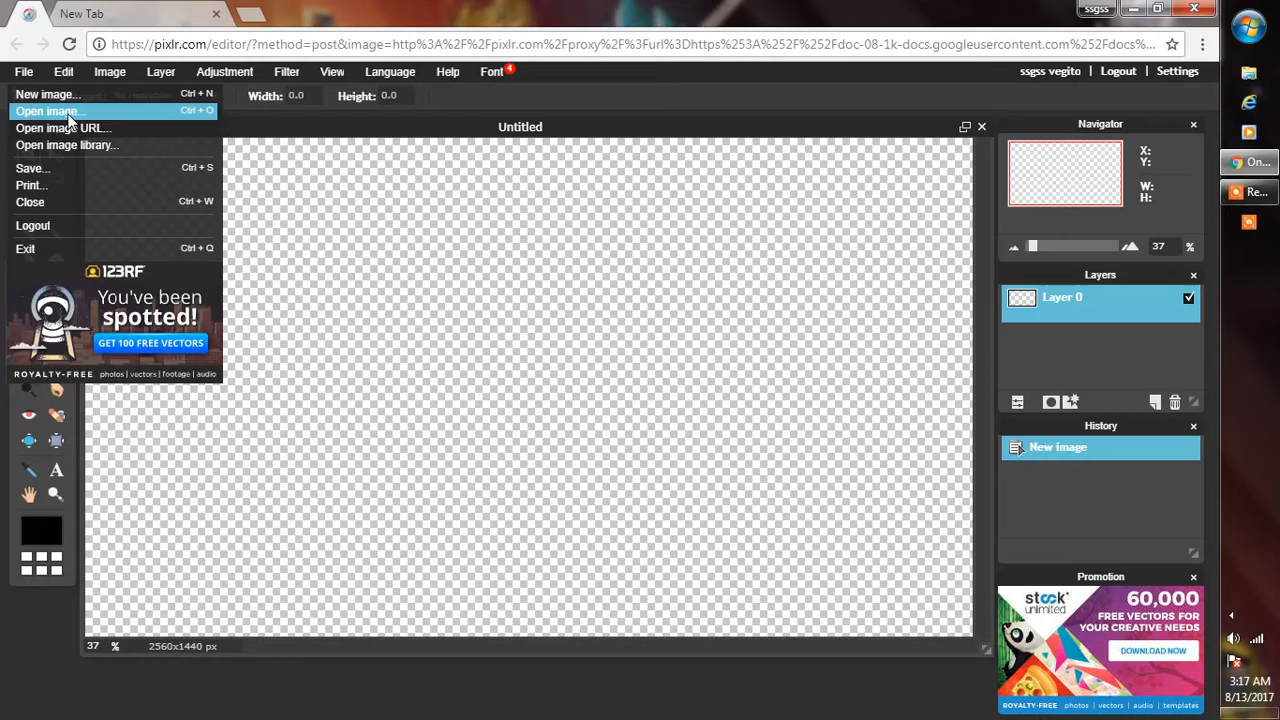 New Tab
ssgss
https://pixlr.com/editor/?method=post&image=http%3A%2F%2Fpixlr.com%2Fproxy%2F%3Furl%3Dhttps%253A%252F%252Fdoc-08-1k-docs.googleusercontent.com%252Fdocs%
File Edit Image Layer Adjustment Filter View Language Help Font 4 ssgss vegito Logout Settings
New image... Ctrl + N
Width: 0.0 Height: 0.0
Open image... Ctrl + O
Open image URL...
Open image library...
Save... Ctrl + S
Print...
Close Ctrl + W
Logout
Exit Ctrl + Q
123RF
You've been
spotted!
GET 100 FREE VECTORS
ROYALTY-FREE photos | vectors | footage | audio
Untitled
37 % 2560x1440 px
Navigator
X:
Y:
W:
H:
37 %
Layers
Layer 0
History
New image
Promotion
stock
unlimited
60,000
FREE VECTORS FOR
YOUR CREATIVE NEEDS
DOWNLOAD NOW
ROYALTY-FREE photos | vectors | audio | templates
On...
Re...
3:17 AM
8/13/2017
A